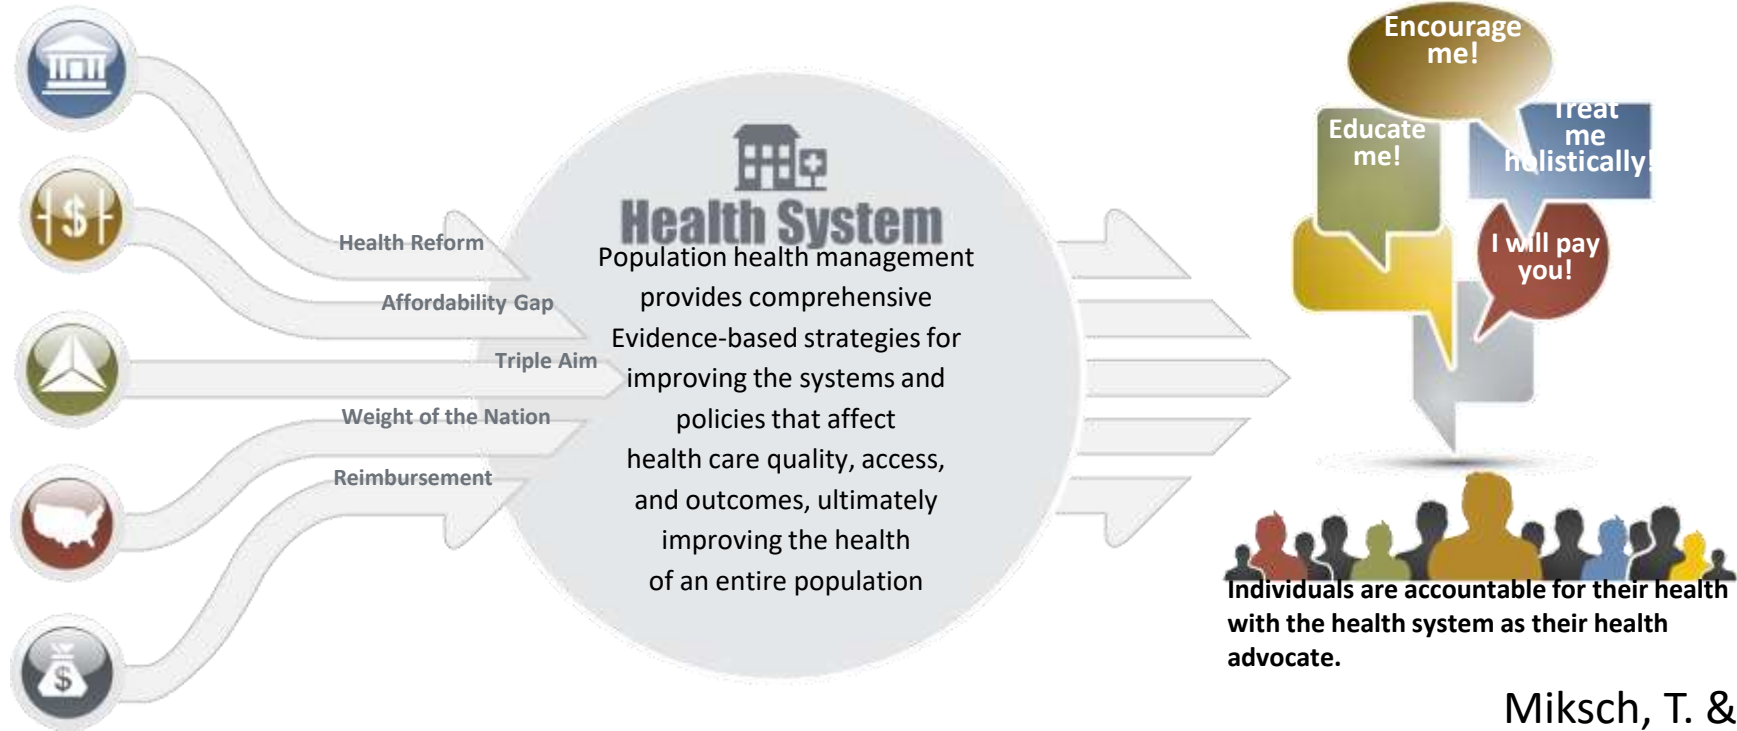 Health Reform
Affordability Gap
Triple Aim
Weight of the Nation
Reimbursement
Health System
Population health management
provides comprehensive
Evidence-based strategies for
improving the systems and
policies that affect
health care quality, access,
and outcomes, ultimately
improving the health
of an entire population
Encourage
me!
Educate
me!
Treat
me
holistically!
I will pay
you!
Individuals are accountable for their health
with the health system as their health
advocate.
Miksch, T. &
$
$